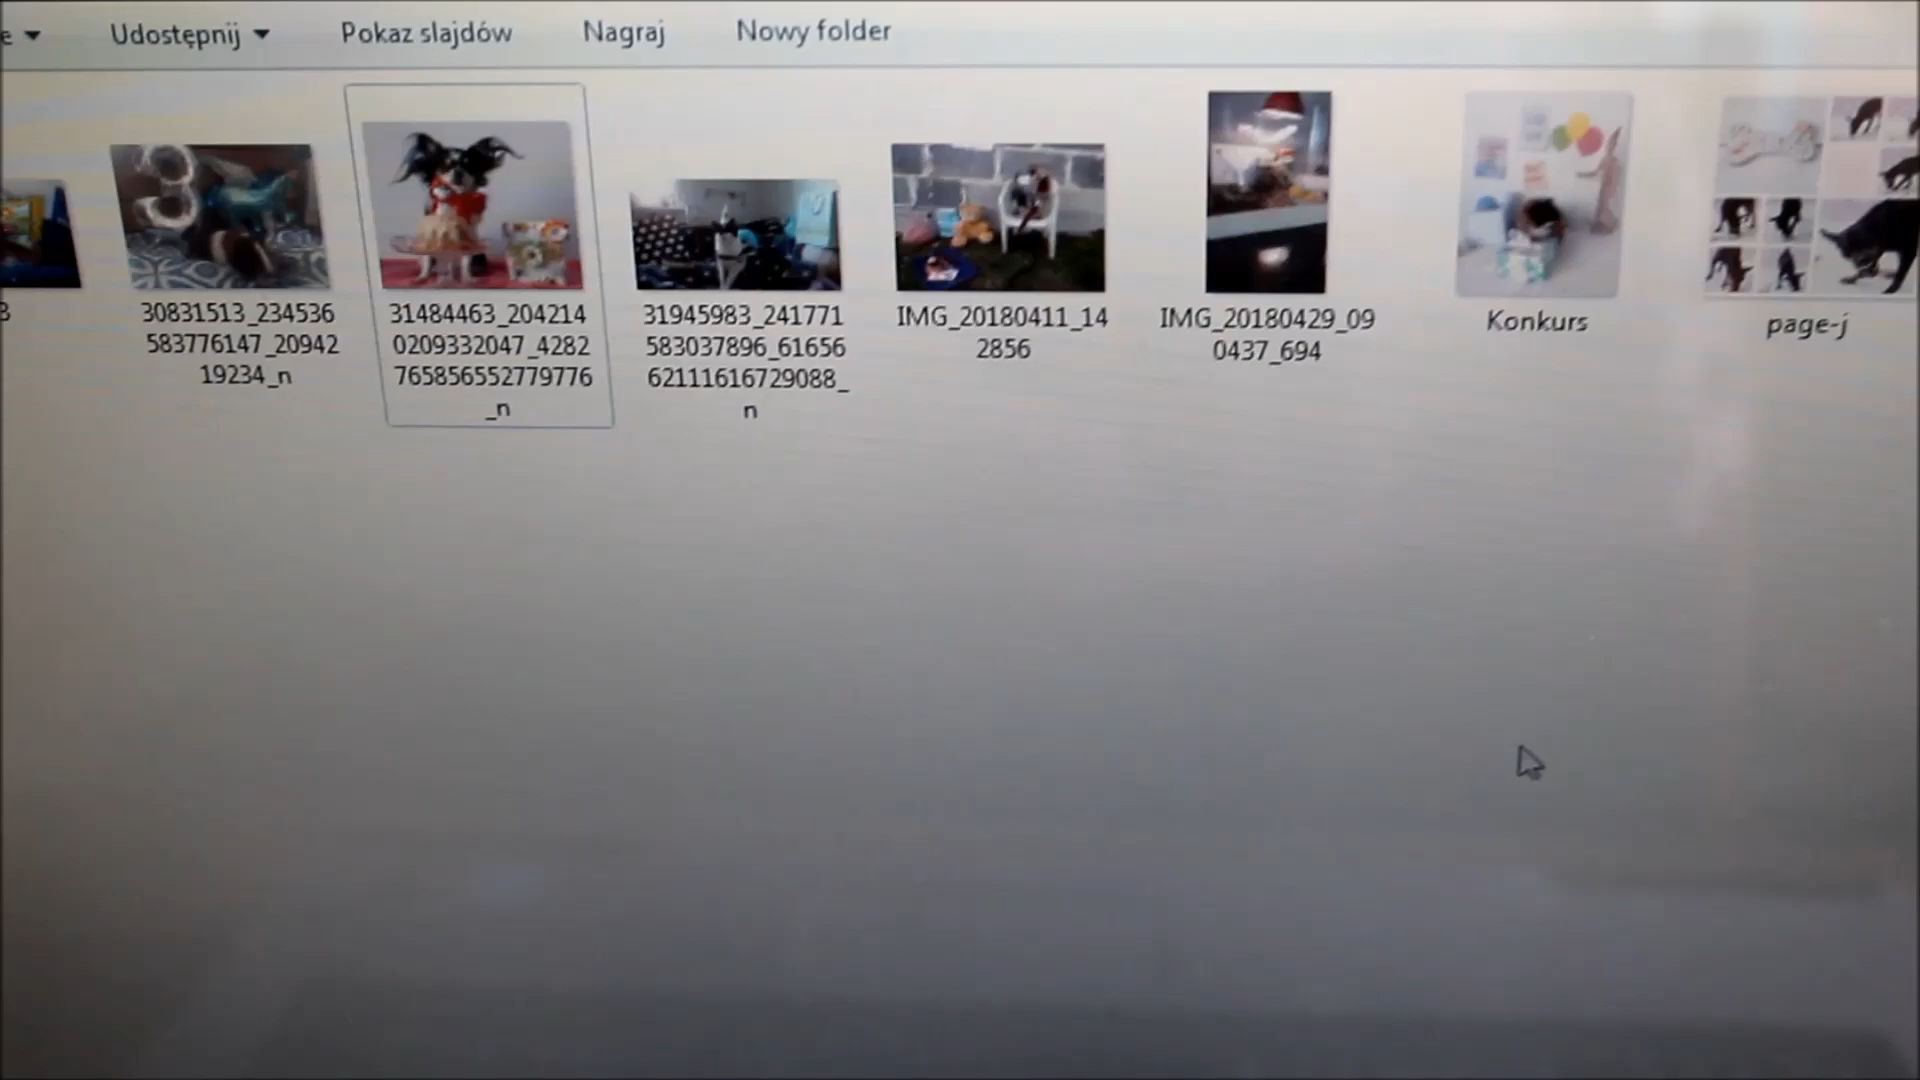 e Udostępnij Pokaz slajdów Nagraj Nowy folder
3
30831513_234536
583776147_20942
19234_n
31484463_204214
0209332047_4282
765856552779776
_n
31945983_241771
583037896_61656
62111616729088_
n
IMG_20180411_14
2856
IMG_20180429_09
0437_694
Konkurs
page-j